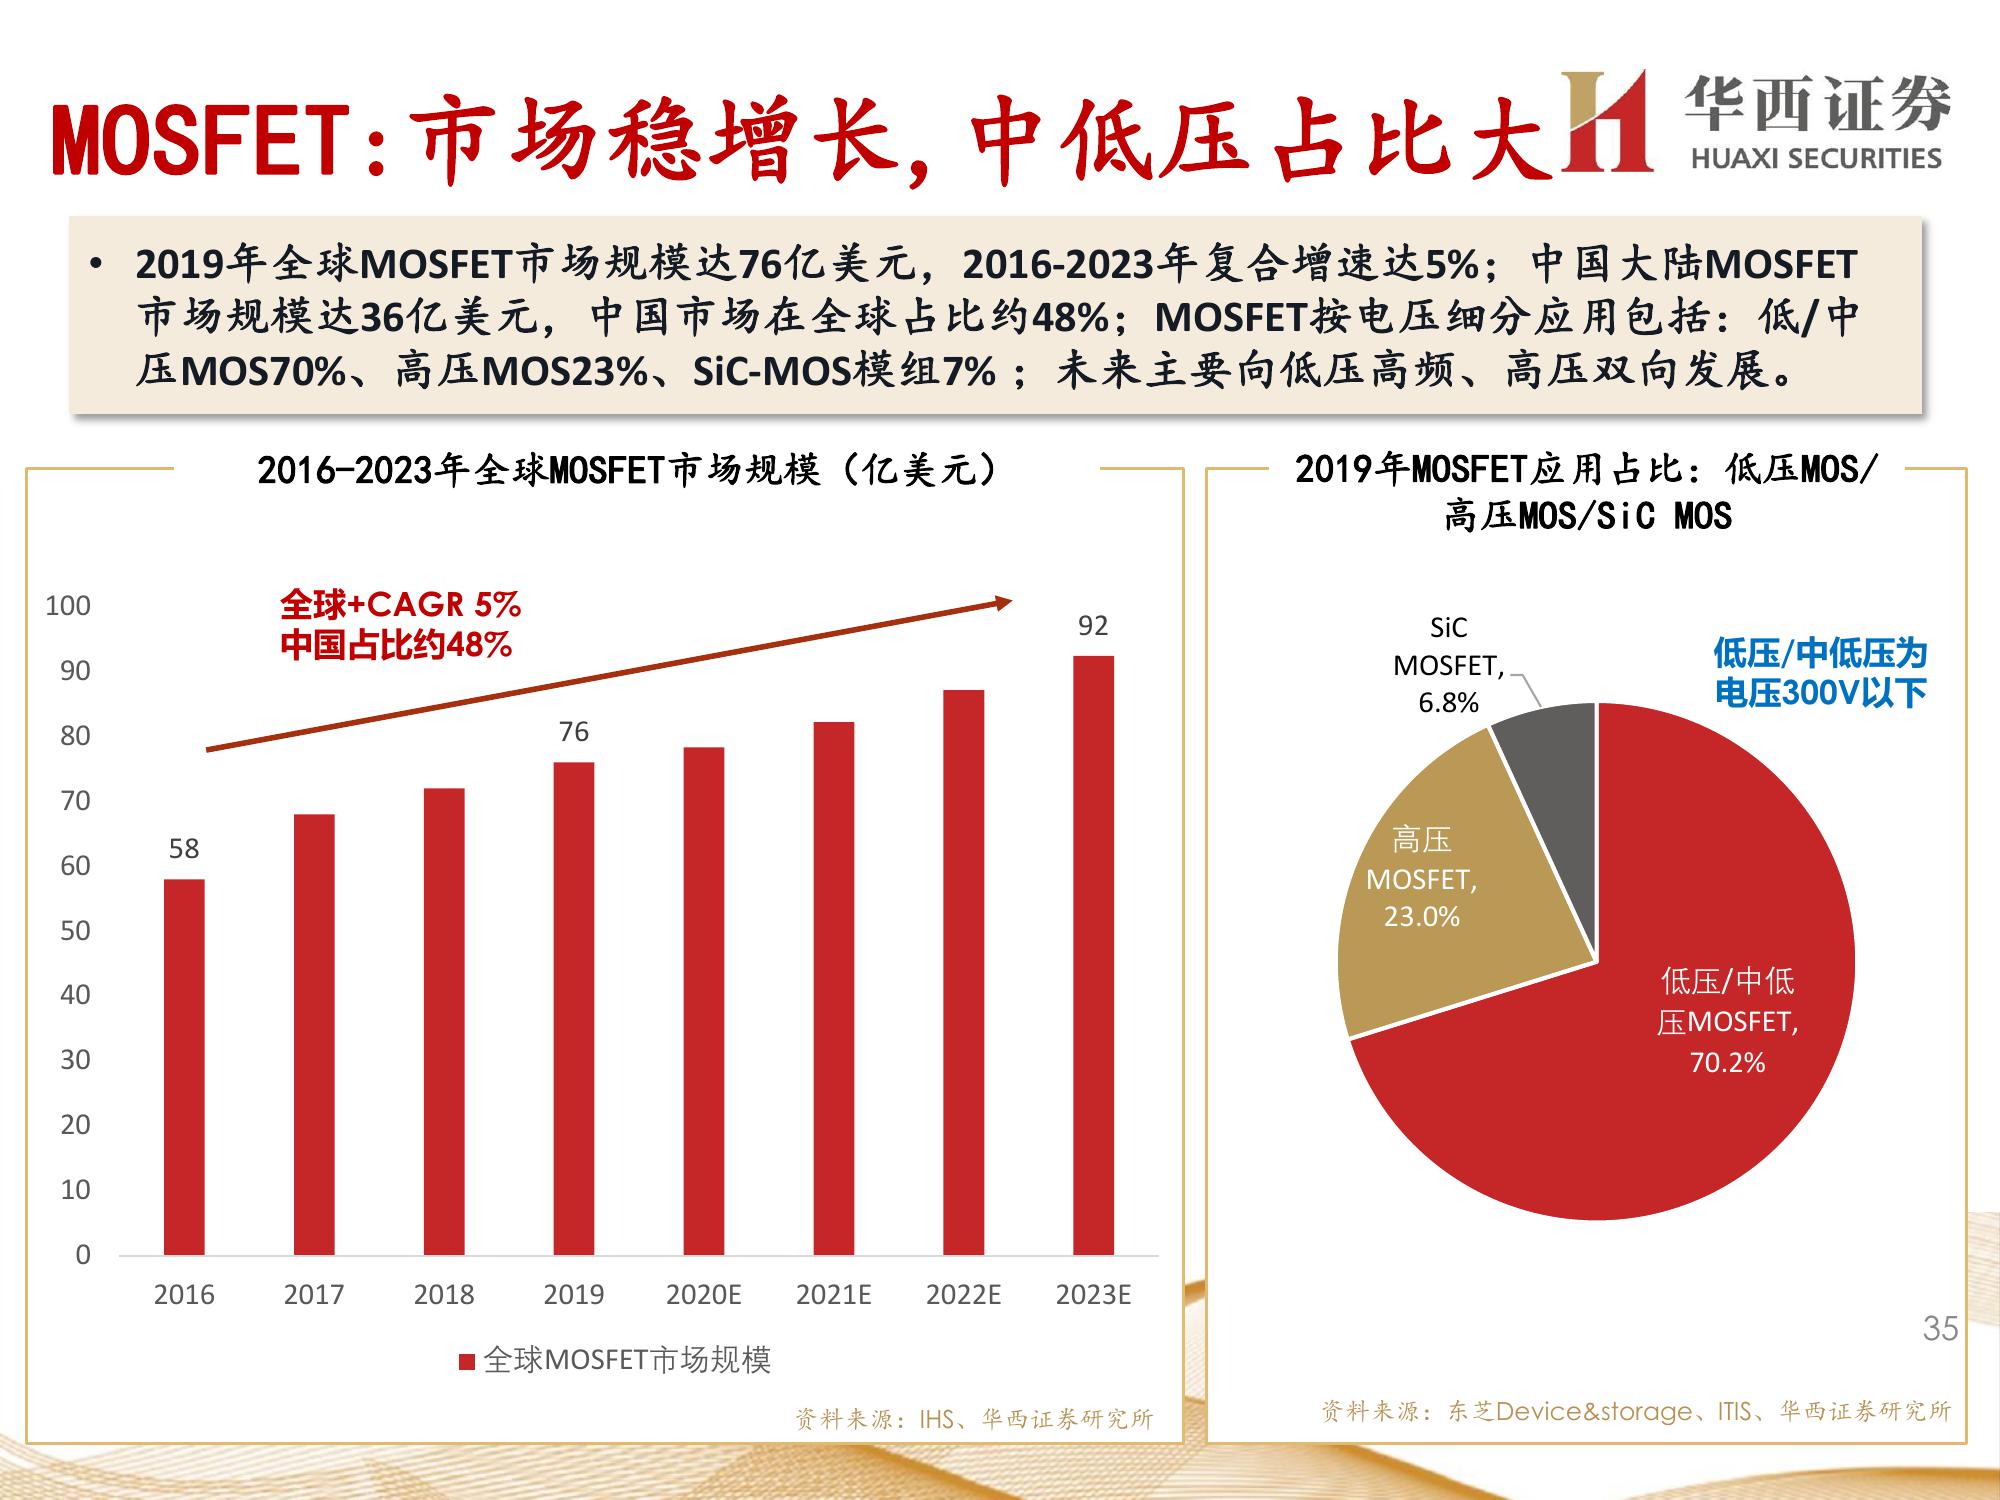 MOSFET:市场稳增长,中低压占比大
华西证券
HUAXI SECURITIES
• 2019年全球MOSFET市场规模达76亿美元，2016-2023年复合增速达5%；中国大陆MOSFET
市场规模达36亿美元，中国市场在全球占比约48%；MOSFET按电压细分应用包括：低/中
压MOS70%、高压MOS23%、SiC-MOS模组7%；未来主要向低压高频、高压双向发展。
2016-2023年全球MOSFET市场规模（亿美元）
全球+CAGR 5%
中国占比约48%
100
90
80
70
60
50
40
30
20
10
0
58
76
92
2016
2017
2018
2019
2020E
2021E
2022E
2023E
全球MOSFET市场规模
资料来源：IHS、华西证券研究所
2019年MOSFET应用占比：低压MOS/
高压MOS/SiC MOS
低压/中低压为
电压300V以下
SiC
MOSFET,
6.8%
高压
MOSFET,
23.0%
低压/中低
压MOSFET,
70.2%
35
资料来源：东芝Device&storage、ITIS、华西证券研究所